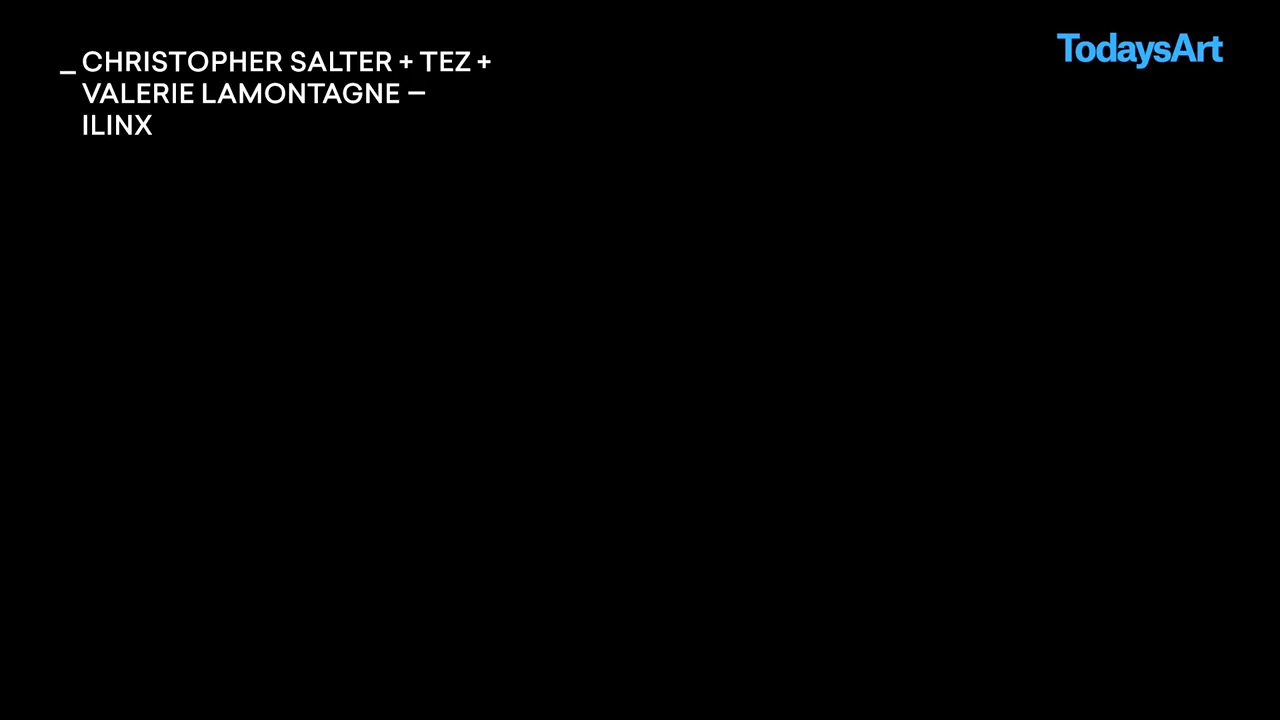 _ CHRISTOPHER SALTER + TEZ +
VALERIE LAMONTAGNE –
ILINX
TodaysArt